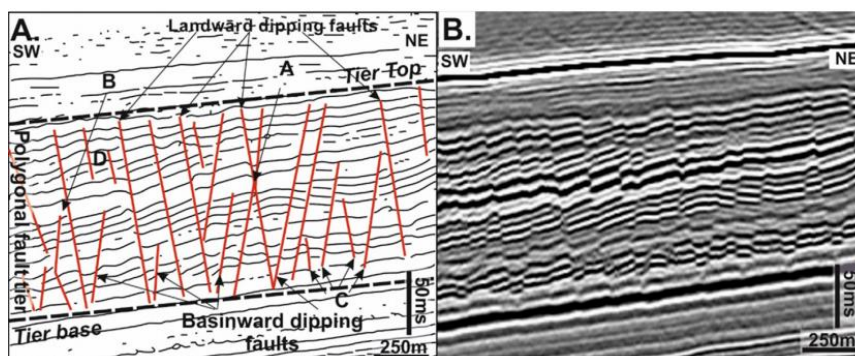 A.
SW
Landward dipping faults
NE
B
A
Tier Top
D
Polygonal fault tier
C
50ms
Basinward dipping
faults
Tier base
250m
B.
SW
NE
50ms
250m